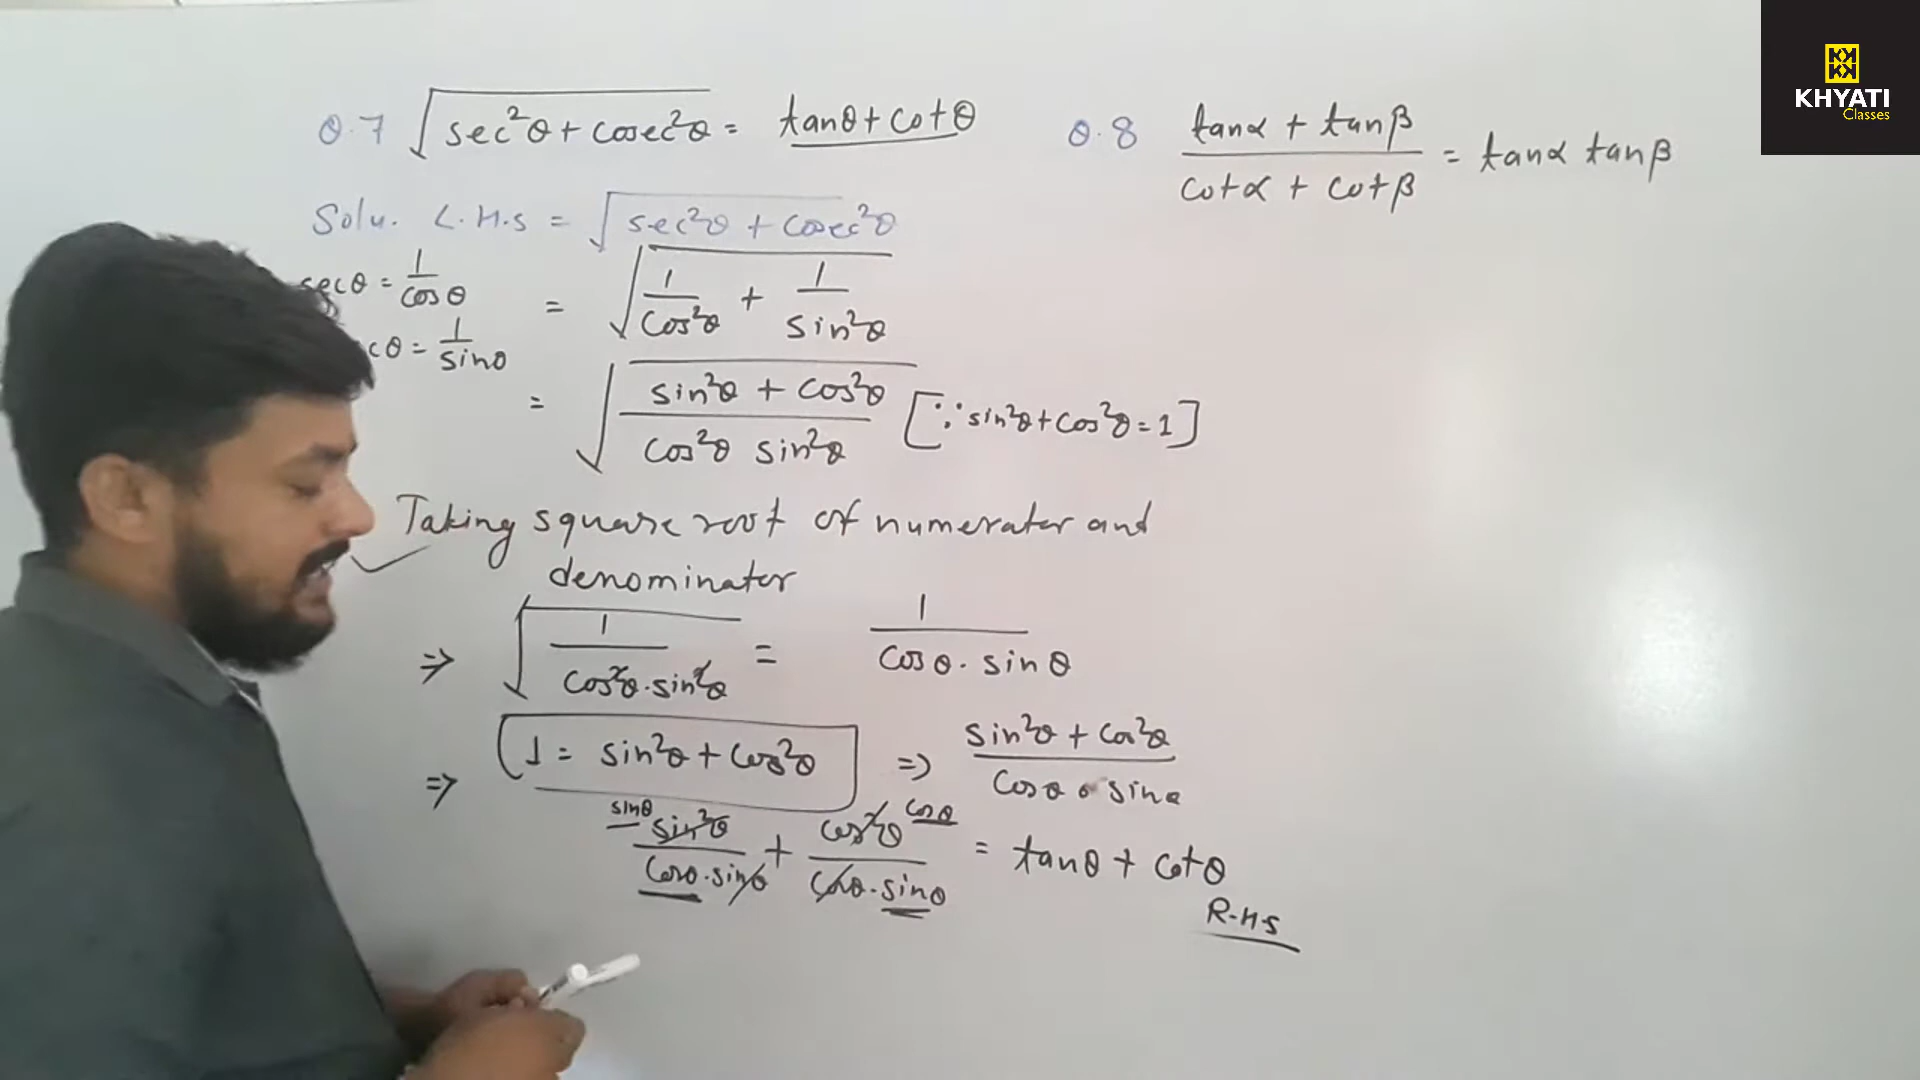 Q.7 √(sec²θ + cosec²θ) = tanθ + cotθ
Solu. L.H.S = √(sec²θ + cosec²θ)
secθ = 1/cosθ
= √(1/cos²θ + 1/sin²θ)
cθ = 1/sinθ
= √((sin²θ + cos²θ)/(cos²θ sin²θ)) [∵ sin²θ + cos²θ = 1]
Taking square root of numerator and
denominator
⇒ √(1/(cos²θ·sin²θ)) = 1/(cosθ·sinθ)
⇒ 1 = sin²θ + cos²θ ⇒ (sin²θ + cos²θ)/(cosθ·sinθ)
sinθ sin²θ/(cosθ·sinθ) + cos²θ cosθ/(cosθ·sinθ) = tanθ + cotθ
R.H.S
Q.8 (tanα + tanβ)/(cotα + cotβ) = tanα tanβ
KHYATI
Classes